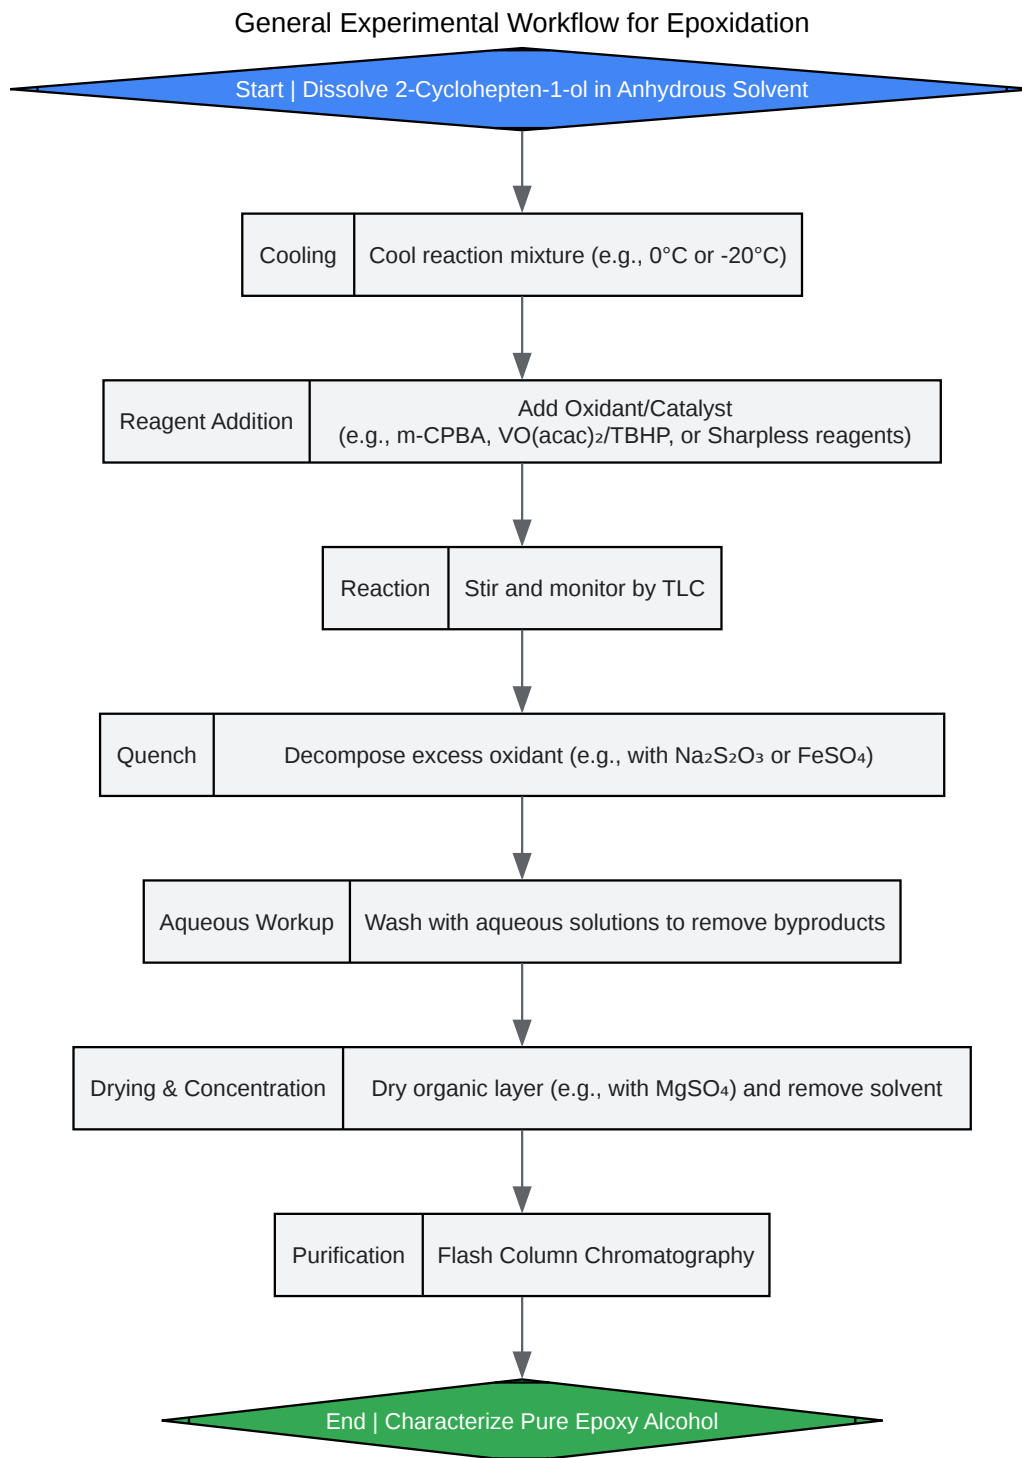 General Experimental Workflow for Epoxidation
Start | Dissolve 2-Cyclohepten-1-ol in Anhydrous Solvent
Cooling
Cool reaction mixture (e.g., 0°C or -20°C)
Reagent Addition
Add Oxidant/Catalyst
(e.g., m-CPBA, VO(acac)₂/TBHP, or Sharpless reagents)
Reaction
Stir and monitor by TLC
Quench
Decompose excess oxidant (e.g., with Na₂S₂O₃ or FeSO₄)
Aqueous Workup
Wash with aqueous solutions to remove byproducts
Drying & Concentration
Dry organic layer (e.g., with MgSO₄) and remove solvent
Purification
Flash Column Chromatography
End | Characterize Pure Epoxy Alcohol